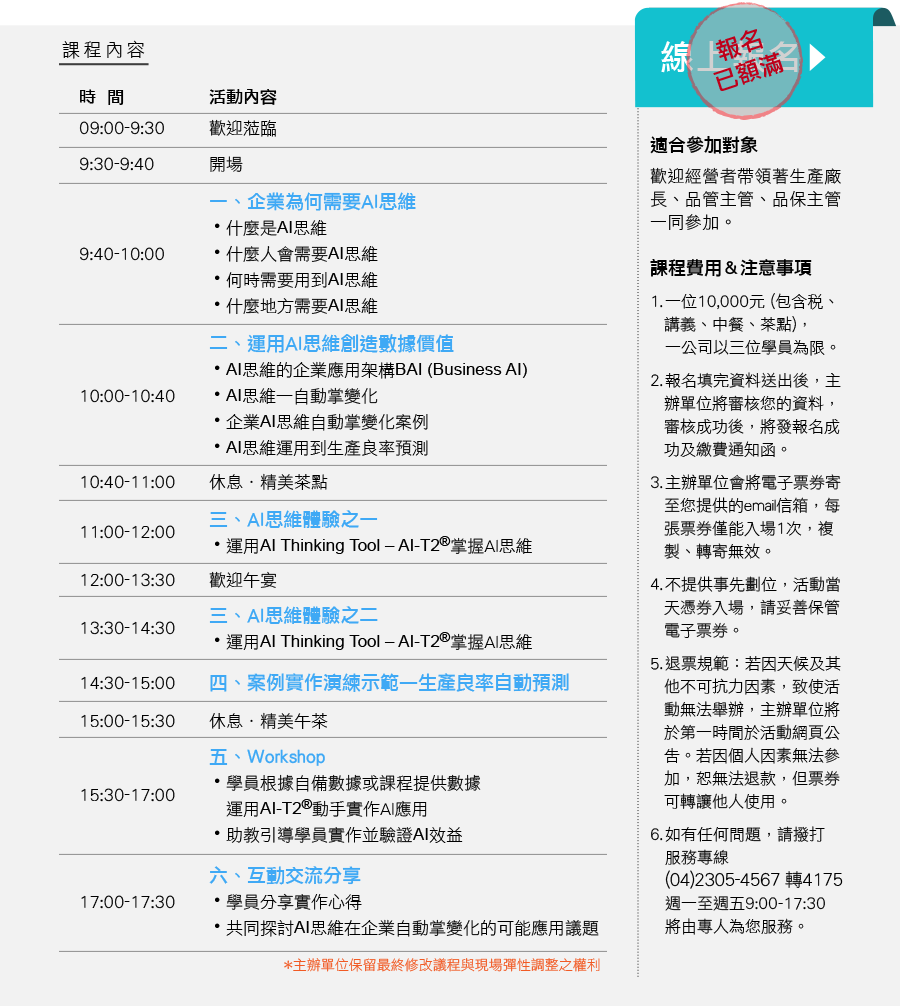 課程內容
時 間 活動內容
09:00-9:30 歡迎蒞臨
9:30-9:40 開場
9:40-10:00
一、企業為何需要AI思維
・什麼是AI思維
・什麼人會需要AI思維
・何時需要用到AI思維
・什麼地方需要AI思維
10:00-10:40
二、運用AI思維創造數據價值
・AI思維的企業應用架構BAI (Business AI)
・AI思維—自動掌變化
・企業AI思維自動掌變化案例
・AI思維運用到生產良率預測
10:40-11:00 休息．精美茶點
11:00-12:00
三、AI思維體驗之一
・運用AI Thinking Tool – AI-T2®掌握AI思維
12:00-13:30 歡迎午宴
13:30-14:30
三、AI思維體驗之二
・運用AI Thinking Tool – AI-T2®掌握AI思維
14:30-15:00 四、案例實作演練示範—生產良率自動預測
15:00-15:30 休息．精美午茶
15:30-17:00
五、Workshop
・學員根據自備數據或課程提供數據
運用AI-T2®動手實作AI應用
・助教引導學員實作並驗證AI效益
17:00-17:30
六、互動交流分享
・學員分享實作心得
・共同探討AI思維在企業自動掌變化的可能應用議題
*主辦單位保留最終修改議程與現場彈性調整之權利
線上報名
報名
已額滿
適合參加對象
歡迎經營者帶領著生產廠
長、品管主管、品保主管
一同參加。
課程費用＆注意事項
1.一位10,000元 (包含稅、
講義、中餐、茶點)，
一公司以三位學員為限。
2.報名填完資料送出後，主
辦單位將審核您的資料，
審核成功後，將發報名成
功及繳費通知函。
3.主辦單位會將電子票券寄
至您提供的email信箱，每
張票券僅能入場1次，複
製、轉寄無效。
4.不提供事先劃位，活動當
天憑券入場，請妥善保管
電子票券。
5.退票規範：若因天候及其
他不可抗力因素，致使活
動無法舉辦，主辦單位將
於第一時間於活動網頁公
告。若因個人因素無法參
加，恕無法退款，但票券
可轉讓他人使用。
6.如有任何問題，請撥打
服務專線
(04)2305-4567 轉4175
週一至週五9:00-17:30
將由專人為您服務。